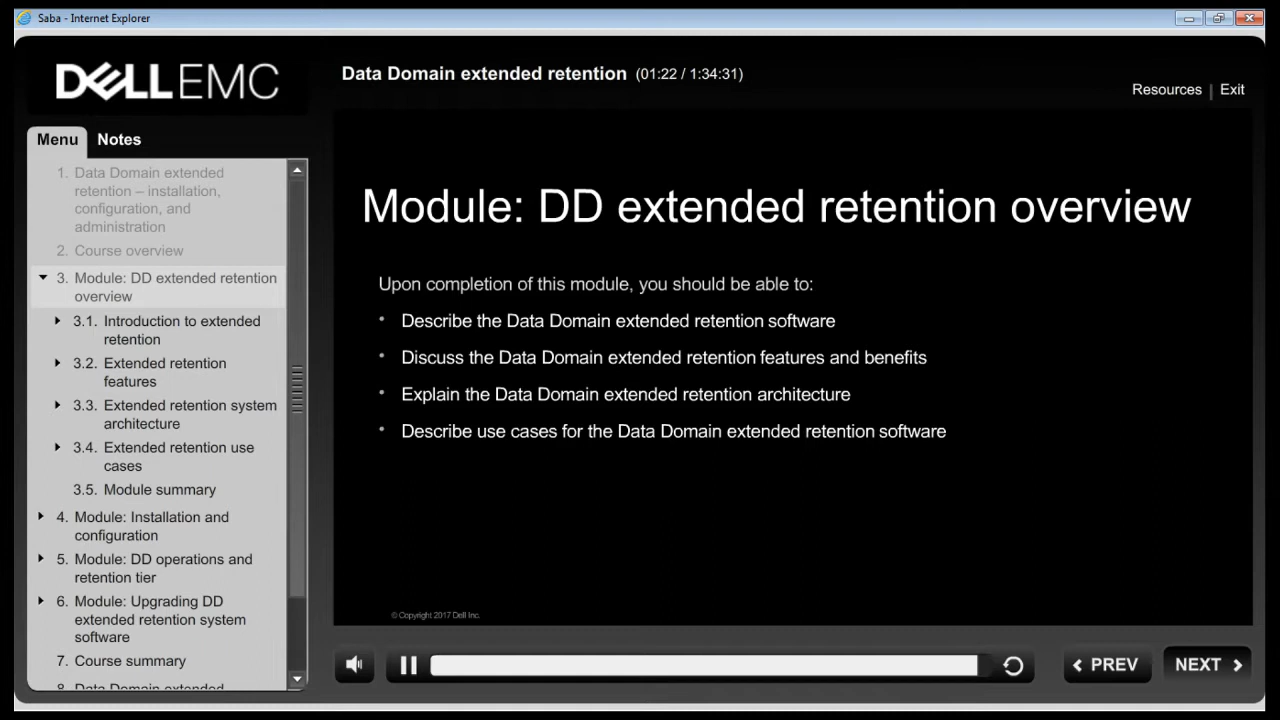 Saba - Internet Explorer
DELLEMC
Data Domain extended retention (01:22 / 1:34:31)
Resources | Exit
Menu Notes
1. Data Domain extended
retention – installation,
configuration, and
administration
2. Course overview
3. Module: DD extended retention
overview
3.1. Introduction to extended
retention
3.2. Extended retention
features
3.3. Extended retention system
architecture
3.4. Extended retention use
cases
3.5. Module summary
4. Module: Installation and
configuration
5. Module: DD operations and
retention tier
6. Module: Upgrading DD
extended retention system
software
7. Course summary
8. Data Domain extended
Module: DD extended retention overview
Upon completion of this module, you should be able to:
• Describe the Data Domain extended retention software
• Discuss the Data Domain extended retention features and benefits
• Explain the Data Domain extended retention architecture
• Describe use cases for the Data Domain extended retention software
© Copyright 2017 Dell Inc.
PREV NEXT